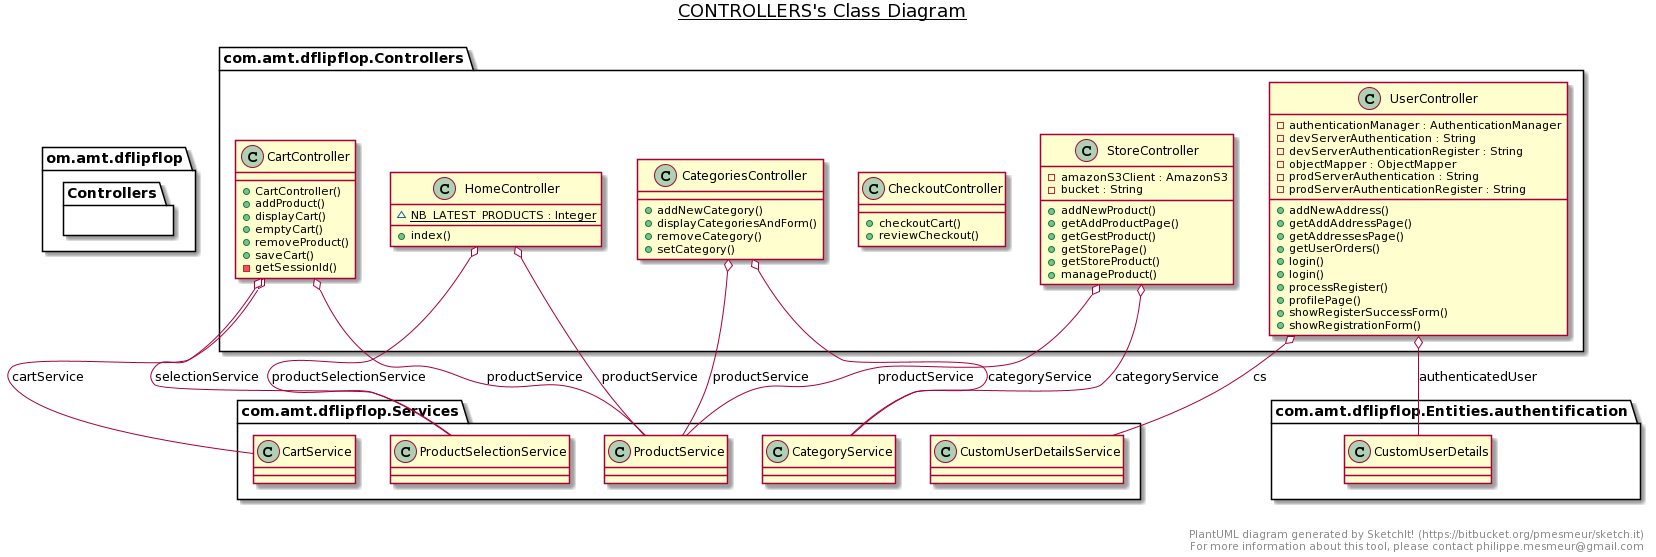 CONTROLLERS's Class Diagram
com.amt.dflipflop.Controllers
om.amt.dflipflop
Controllers
C CartController
CartController()
addProduct()
displayCart()
emptyCart()
removeProduct()
saveCart()
getSessionId()
C HomeController
NB_LATEST_PRODUCTS : Integer
index()
C CategoriesController
addNewCategory()
displayCategoriesAndForm()
removeCategory()
setCategory()
C CheckoutController
checkoutCart()
reviewCheckout()
C StoreController
amazonS3Client : AmazonS3
bucket : String
addNewProduct()
getAddProductPage()
getGestProduct()
getStorePage()
getStoreProduct()
manageProduct()
C UserController
authenticationManager : AuthenticationManager
devServerAuthentication : String
devServerAuthenticationRegister : String
objectMapper : ObjectMapper
prodServerAuthentication : String
prodServerAuthenticationRegister : String
addNewAddress()
getAddAddressPage()
getAddressesPage()
getUserOrders()
login()
login()
processRegister()
profilePage()
showRegisterSuccessForm()
showRegistrationForm()
cartService
selectionService
productSelectionService
productService
productService
productService
productService
categoryService
categoryService
cs
authenticatedUser
com.amt.dflipflop.Services
C CartService
C ProductSelectionService
C ProductService
C CategoryService
C CustomUserDetailsService
com.amt.dflipflop.Entities.authentification
C CustomUserDetails
PlantUML diagram generated by SketchIt! (https://bitbucket.org/pmesmeur/sketch.it)
For more information about this tool, please contact philippe.mesmeur@gmail.com